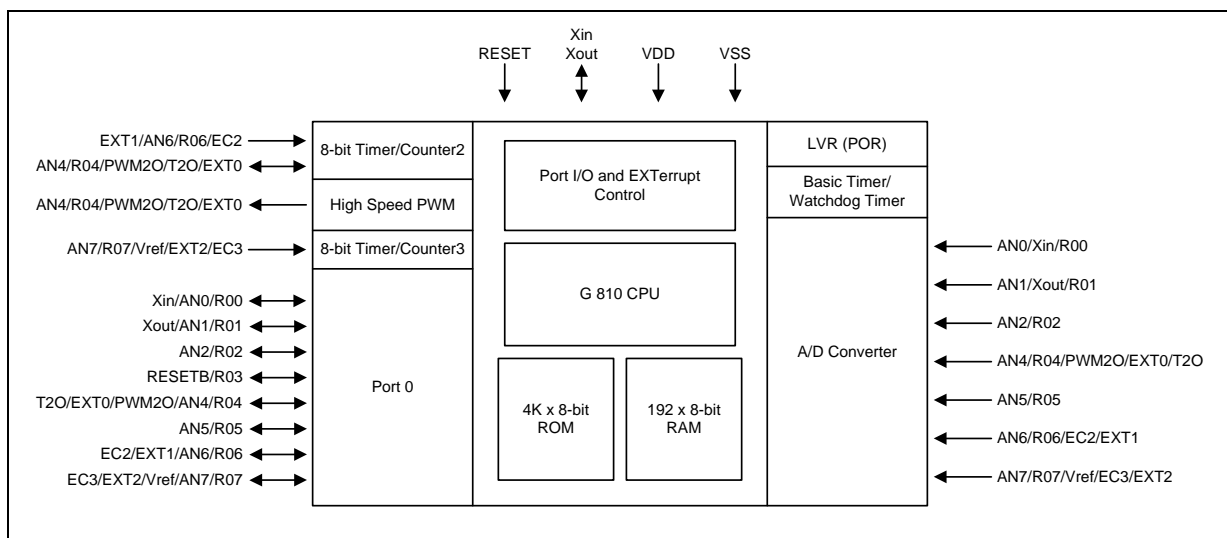 Xin
Xout
RESET
VDD
VSS
EXT1/AN6/R06/EC2
AN4/R04/PWM2O/T2O/EXT0
AN4/R04/PWM2O/T2O/EXT0
AN7/R07/Vref/EXT2/EC3
Xin/AN0/R00
Xout/AN1/R01
AN2/R02
RESETB/R03
T2O/EXT0/PWM2O/AN4/R04
AN5/R05
EC2/EXT1/AN6/R06
EC3/EXT2/Vref/AN7/R07
8-bit Timer/Counter2
High Speed PWM
8-bit Timer/Counter3
Port 0
Port I/O and EXTerrupt
Control
G 810 CPU
4K x 8-bit
ROM
192 x 8-bit
RAM
LVR (POR)
Basic Timer/
Watchdog Timer
A/D Converter
AN0/Xin/R00
AN1/Xout/R01
AN2/R02
AN4/R04/PWM2O/EXT0/T2O
AN5/R05
AN6/R06/EC2/EXT1
AN7/R07/Vref/EC3/EXT2